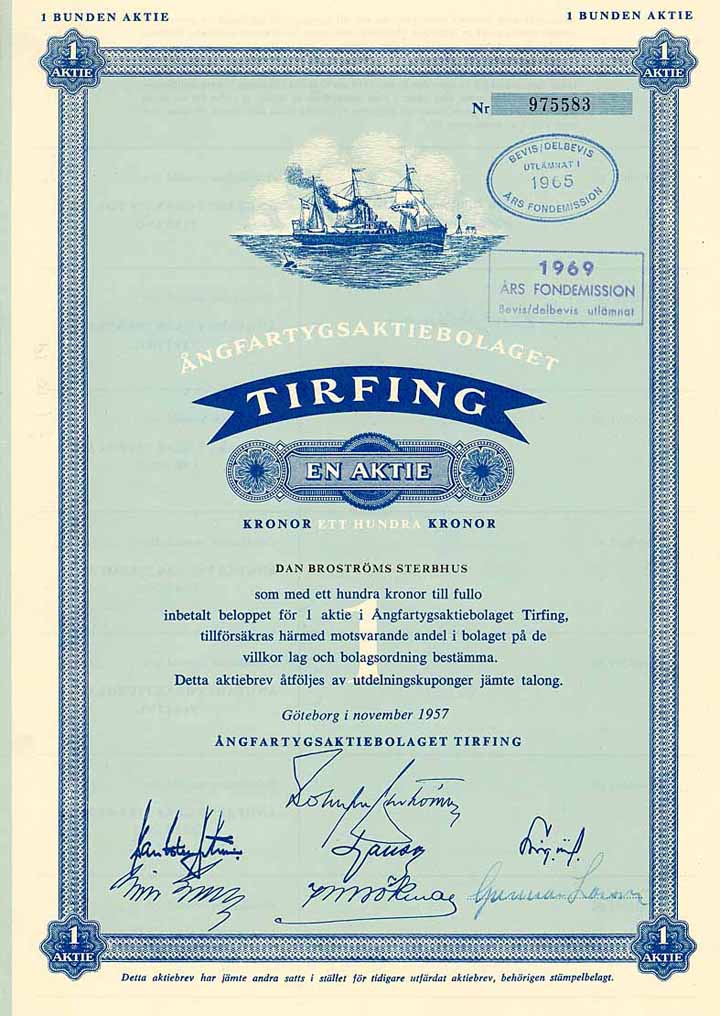 1 BUNDEN AKTIE
1 BUNDEN AKTIE
1
AKTIE
1
AKTIE
Nr 975583
BEVIS/DELBEVIS
UTLÄMNAT I
1965
ÅRS FONDEMISSION
1969
ÅRS FONDEMISSION
Bevis/delbevis utlämnat
ÅNGFARTYGSAKTIEBOLAGET
TIRFING
EN AKTIE
KRONOR ETT HUNDRA KRONOR
DAN BROSTRÖMS STERBHUS
som med ett hundra kronor till fullo
inbetalt beloppet för 1 aktie i Ångfartygsaktiebolaget Tirfing,
tillförsäkras härmed motsvarande andel i bolaget på de
villkor lag och bolagsordning bestämma.
Detta aktiebrev åtföljes av utdelningskuponger jämte talong.
1
Göteborg i november 1957
ÅNGFARTYGSAKTIEBOLAGET TIRFING
Gunnar
1
AKTIE
1
AKTIE
Detta aktiebrev har jämte andra satts i stället för tidigare utfärdat aktiebrev, behörigen stämpelbelagt.